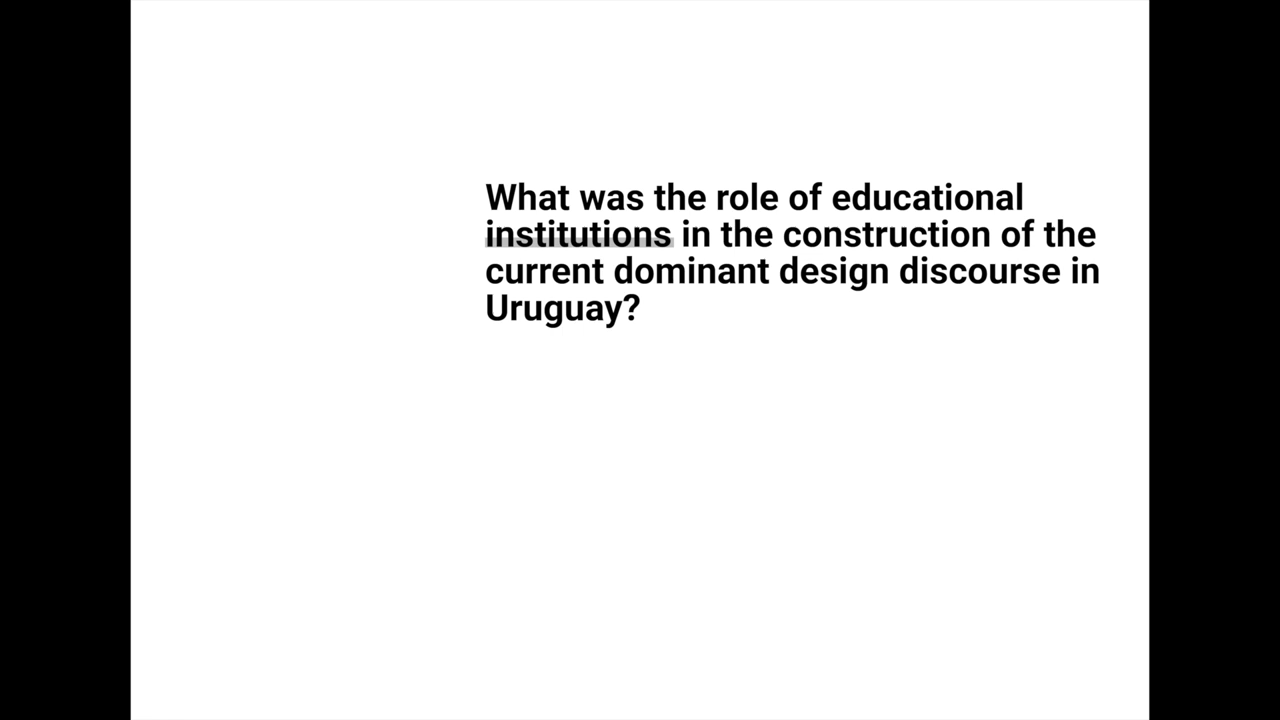 What was the role of educational
institutions in the construction of the
current dominant design discourse in
Uruguay?